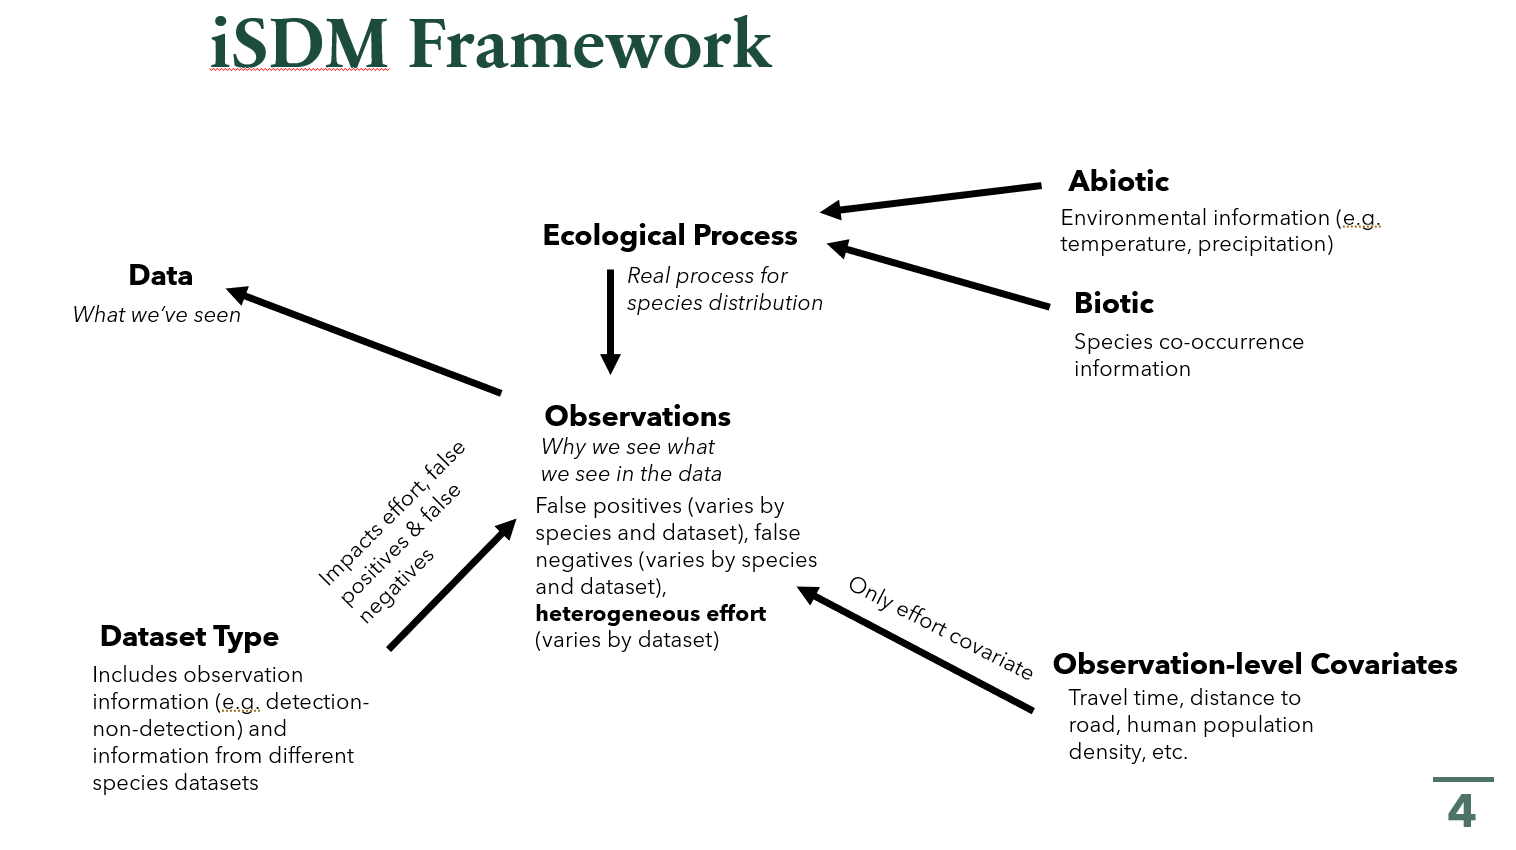 iSDM Framework
Abiotic
Environmental information (e.g.
temperature, precipitation)
Ecological Process
Real process for
species distribution
Data
What we’ve seen
Biotic
Species co-occurrence
information
Observations
Why we see what
we see in the data
False positives (varies by
species and dataset), false
negatives (varies by species
and dataset),
heterogeneous effort
(varies by dataset)
Impacts effort, false
positives & false
negatives
Only effort covariate
Dataset Type
Includes observation
information (e.g. detection-
non-detection) and
information from different
species datasets
Observation-level Covariates
Travel time, distance to
road, human population
density, etc.
4